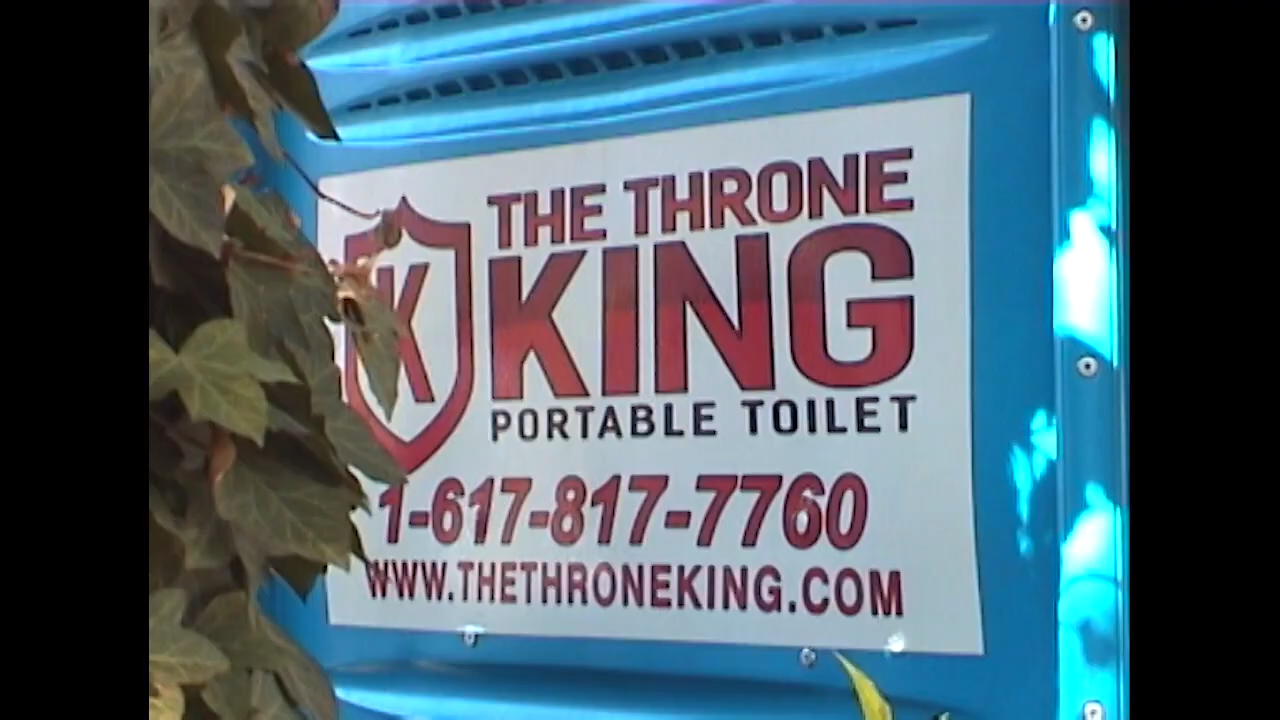 THE THRONE
K KING
PORTABLE TOILET
1-617-817-7760
WWW.THETHRONEKING.COM